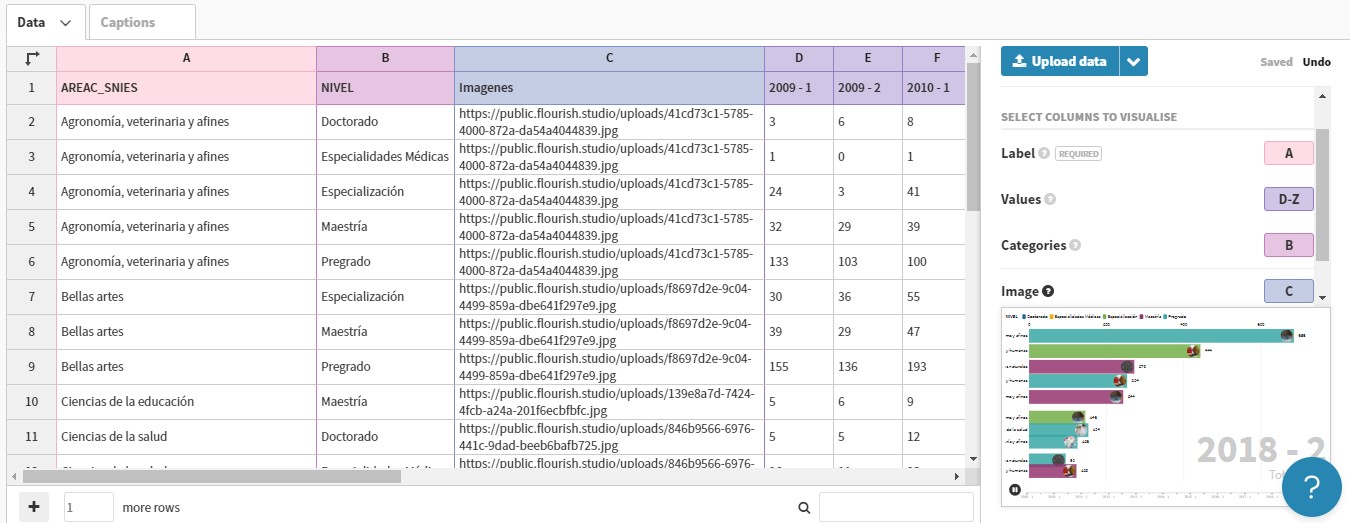 Data
Captions
A B C D E F
1 AREAC_SNIES NIVEL Imagenes 2009 - 1 2009 - 2 2010 - 1
2 Agronomía, veterinaria y afines Doctorado https://public.flourish.studio/uploads/41cd73c1-5785-
4000-872a-da54a4044839.jpg 3 6 8
3 Agronomía, veterinaria y afines Especialidades Médicas https://public.flourish.studio/uploads/41cd73c1-5785-
4000-872a-da54a4044839.jpg 1 0 1
4 Agronomía, veterinaria y afines Especialización https://public.flourish.studio/uploads/41cd73c1-5785-
4000-872a-da54a4044839.jpg 24 3 41
5 Agronomía, veterinaria y afines Maestría https://public.flourish.studio/uploads/41cd73c1-5785-
4000-872a-da54a4044839.jpg 32 29 39
6 Agronomía, veterinaria y afines Pregrado https://public.flourish.studio/uploads/41cd73c1-5785-
4000-872a-da54a4044839.jpg 133 103 100
7 Bellas artes Especialización https://public.flourish.studio/uploads/f8697d2e-9c04-
4499-859a-dbe641f297e9.jpg 30 36 55
8 Bellas artes Maestría https://public.flourish.studio/uploads/f8697d2e-9c04-
4499-859a-dbe641f297e9.jpg 39 29 47
9 Bellas artes Pregrado https://public.flourish.studio/uploads/f8697d2e-9c04-
4499-859a-dbe641f297e9.jpg 155 136 193
10 Ciencias de la educación Maestría https://public.flourish.studio/uploads/139e8a7d-7424-
4fcb-a24a-201f6ecbfbfc.jpg 5 6 9
11 Ciencias de la salud Doctorado https://public.flourish.studio/uploads/846b9566-6976-
441c-9dad-beeb6bafb725.jpg 5 5 12
https://public.flourish.studio/uploads/846b9566-6976-
+ 1 more rows
Upload data
Saved Undo
SELECT COLUMNS TO VISUALISE
Label ? REQUIRED A
Values ? D-Z
Categories ? B
Image ? C
NIVEL Doctorado Especialidades Médicas Especialización Maestría Pregrado
2018 - 2
?